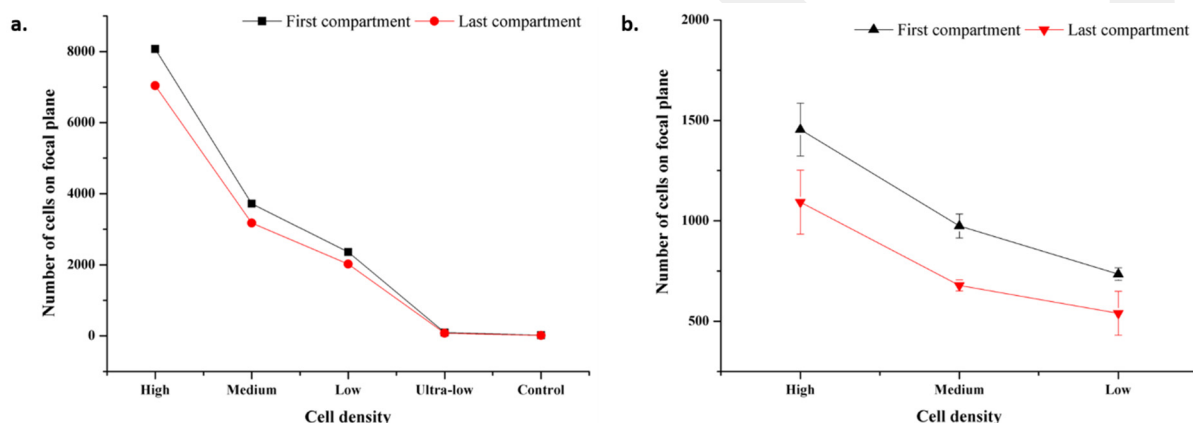 a.
First compartment
Last compartment
8000
6000
4000
2000
0
Number of cells on focal plane
High
Medium
Low
Ultra-low
Control
Cell density
b.
First compartment
Last compartment
2000
1500
1000
500
Number of cells on focal plane
High
Medium
Low
Cell density